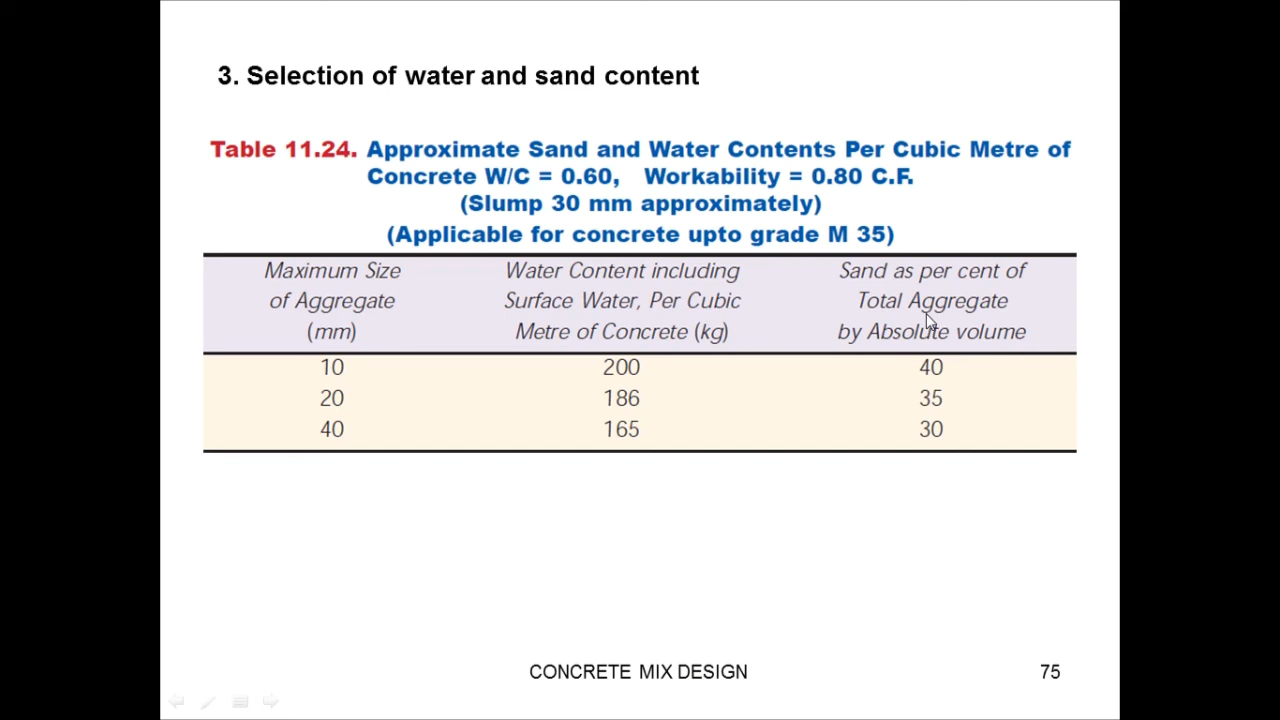 3. Selection of water and sand content
Table 11.24. Approximate Sand and Water Contents Per Cubic Metre of
Concrete W/C = 0.60, Workability = 0.80 C.F.
(Slump 30 mm approximately)
(Applicable for concrete upto grade M 35)
Maximum Size Water Content including Sand as per cent of
of Aggregate Surface Water, Per Cubic Total Aggregate
(mm) Metre of Concrete (kg) by Absolute volume
10 200 40
20 186 35
40 165 30
CONCRETE MIX DESIGN 75